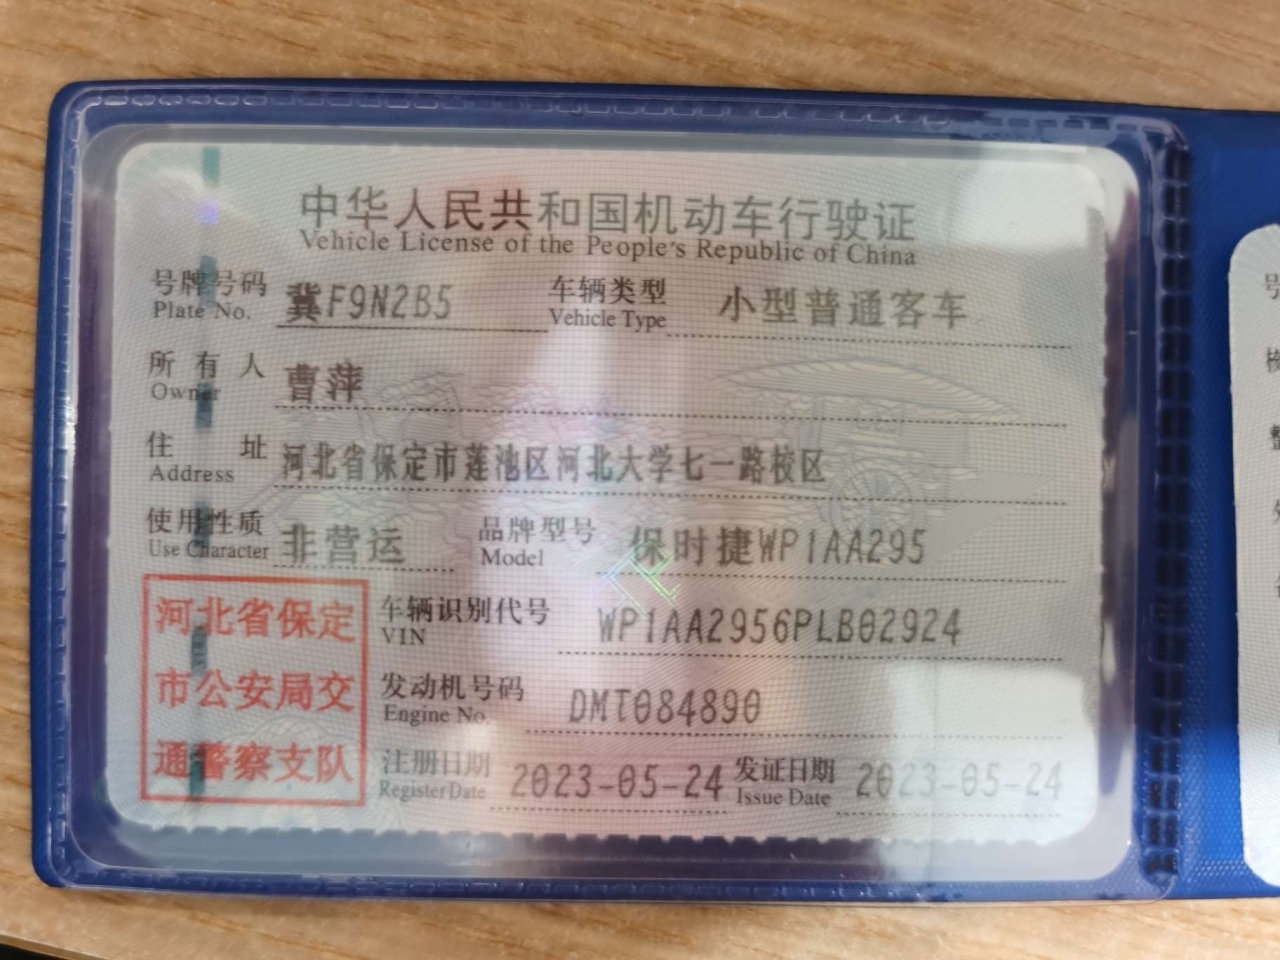 中华人民共和国机动车行驶证
Vehicle License of the People's Republic of China
号牌号码 冀F9N2B5 车辆类型 小型普通客车
Plate No. Vehicle Type
所有人 曹萍
Owner
住址 河北省保定市莲池区河北大学七一路校区
Address
使用性质 非营运 品牌型号 保时捷WP1AA295
Use Character Model
河北省保定
市公安局交
通警察支队
车辆识别代号 WP1AA2956PLB02924
VIN
发动机号码 DMT084890
Engine No.
注册日期 2023-05-24 发证日期 2023-05-24
Register Date Issue Date
号